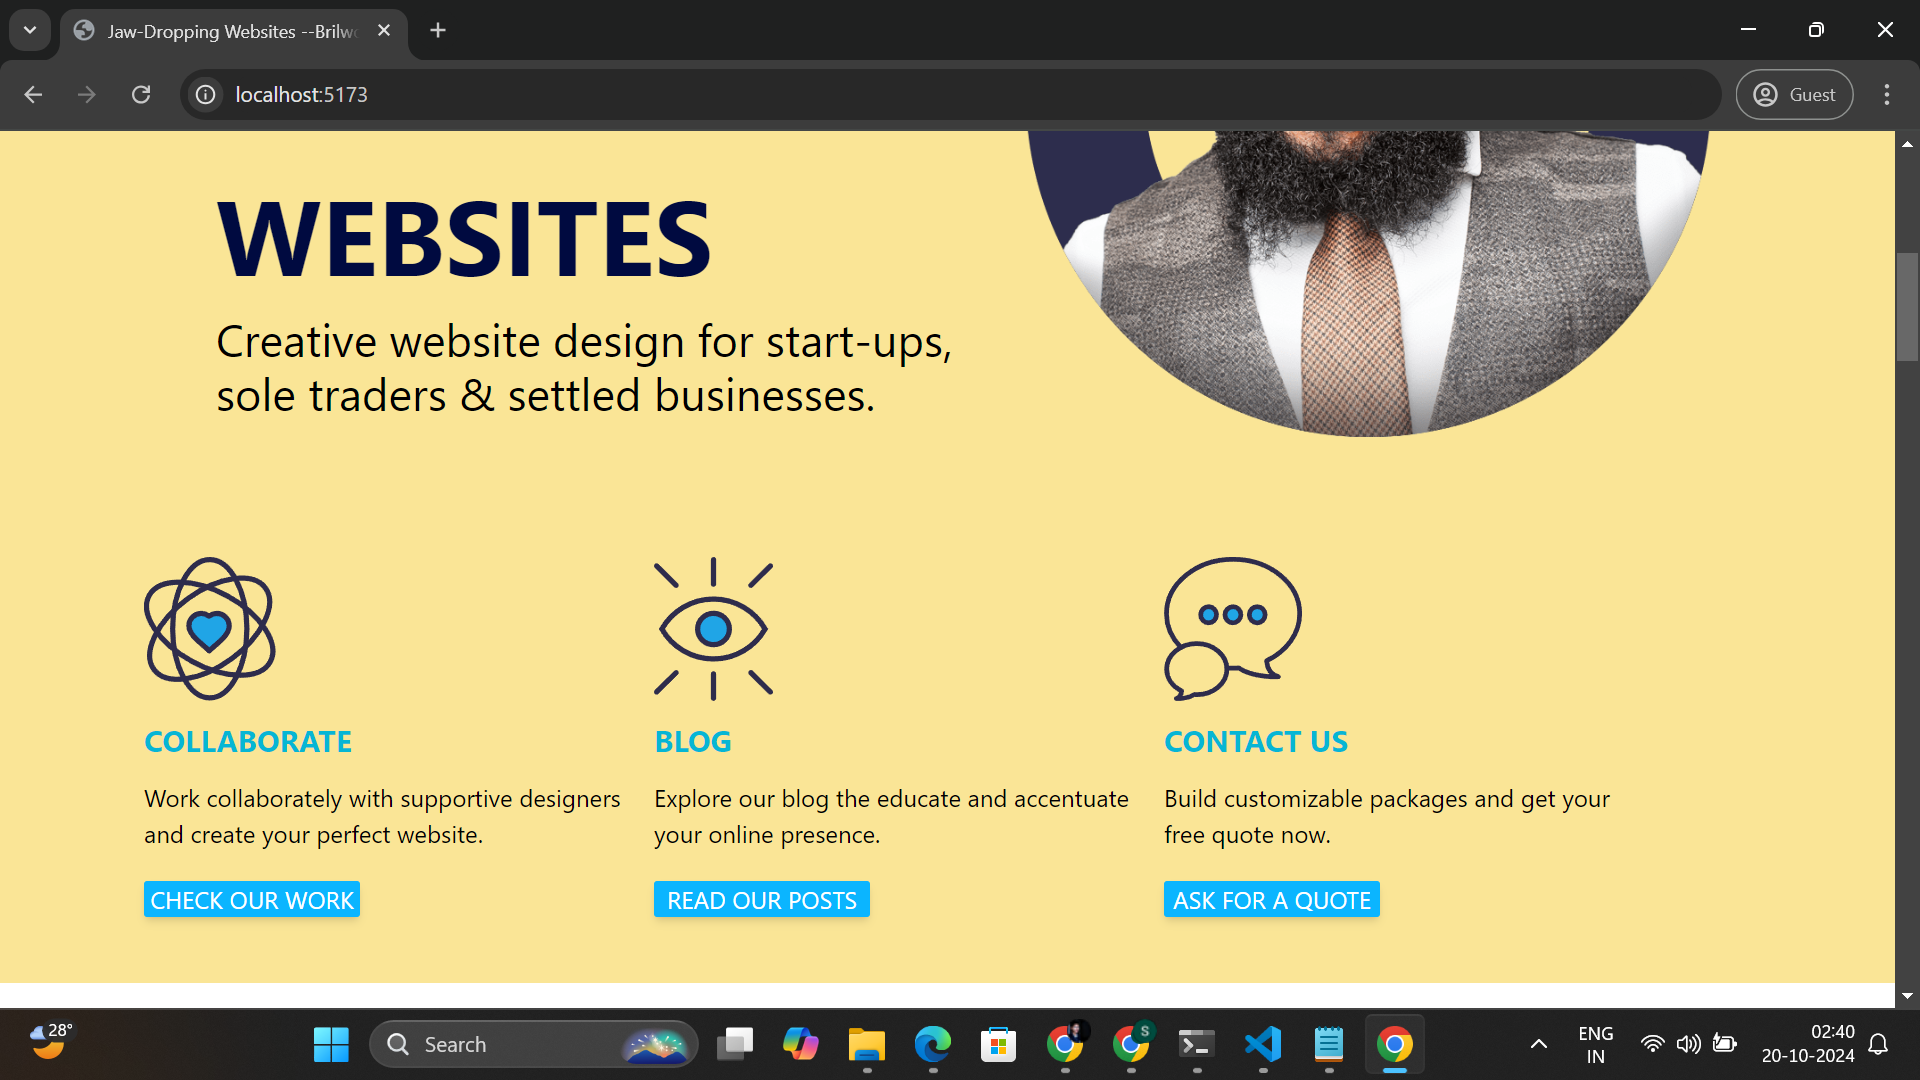 Jaw-Dropping Websites --Brilw
localhost:5173
Guest
WEBSITES
Creative website design for start-ups,
sole traders & settled businesses.
COLLABORATE
Work collaboratively with supportive designers
and create your perfect website.
CHECK OUR WORK
BLOG
Explore our blog the educate and accentuate
your online presence.
READ OUR POSTS
CONTACT US
Build customizable packages and get your
free quote now.
ASK FOR A QUOTE
28°
Search
S
ENG
IN
02:40
20-10-2024